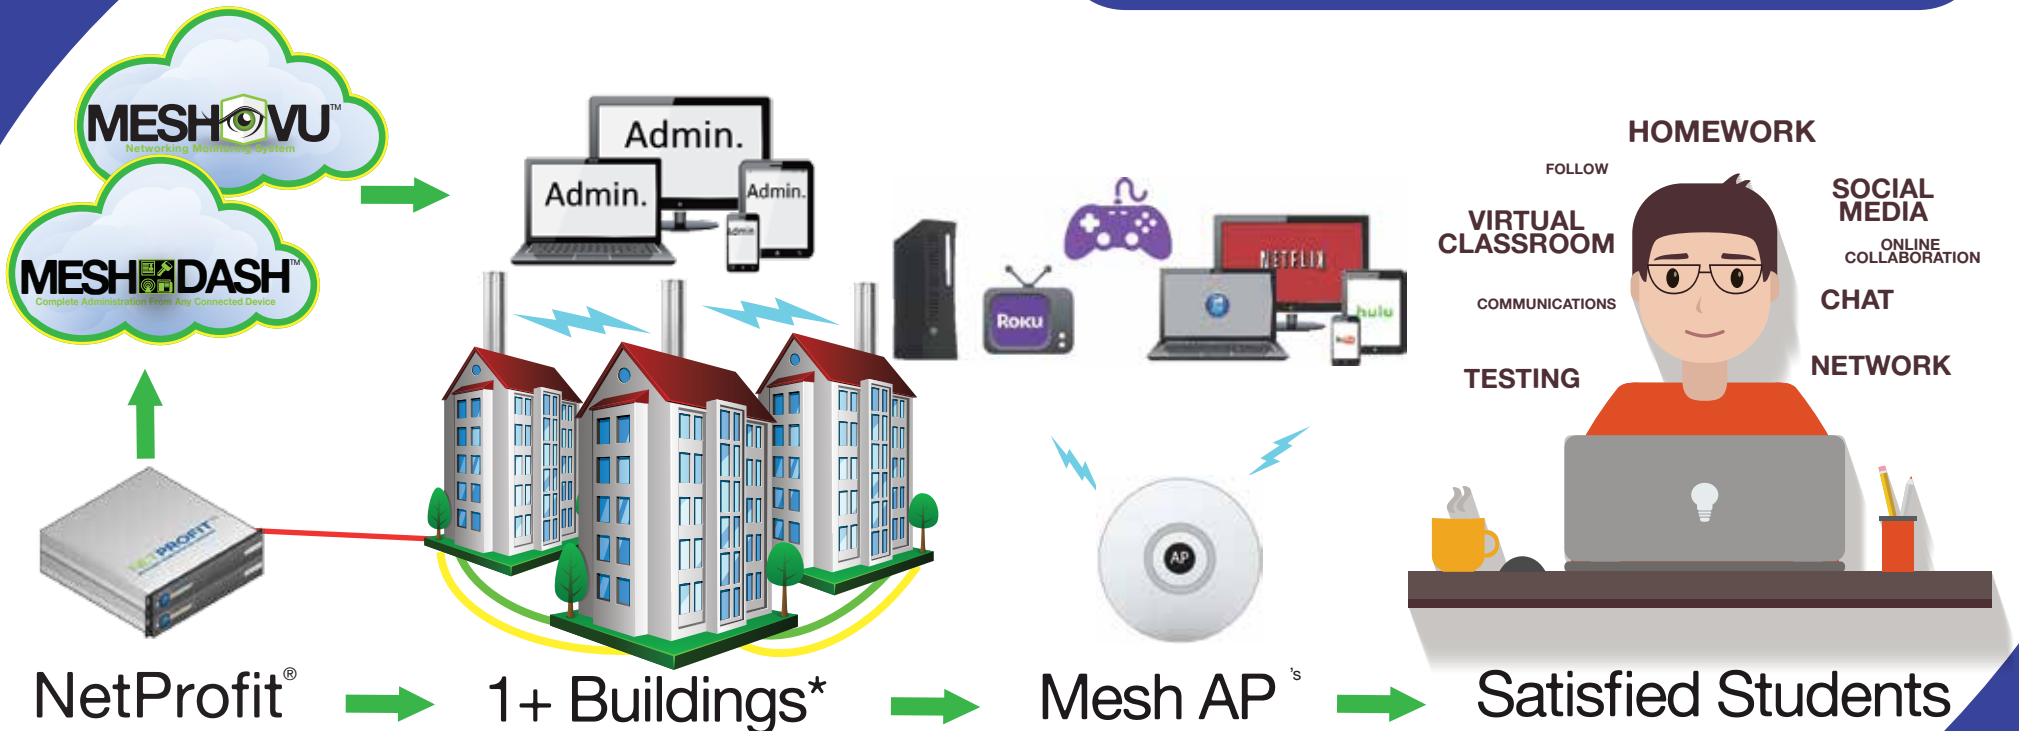 MESH VU™
Networking Monitoring System
MESH DASH™
Complete Administration From Any Connected Device
Admin.
Admin.
Admin.
Admin.
ROKU
NETFLIX
hulu
HOMEWORK
FOLLOW
SOCIAL
MEDIA
VIRTUAL
CLASSROOM
ONLINE
COLLABORATION
COMMUNICATIONS
CHAT
TESTING
NETWORK
NETPROFIT
AP
NetProfit®
1+ Buildings*
Mesh AP's
Satisfied Students